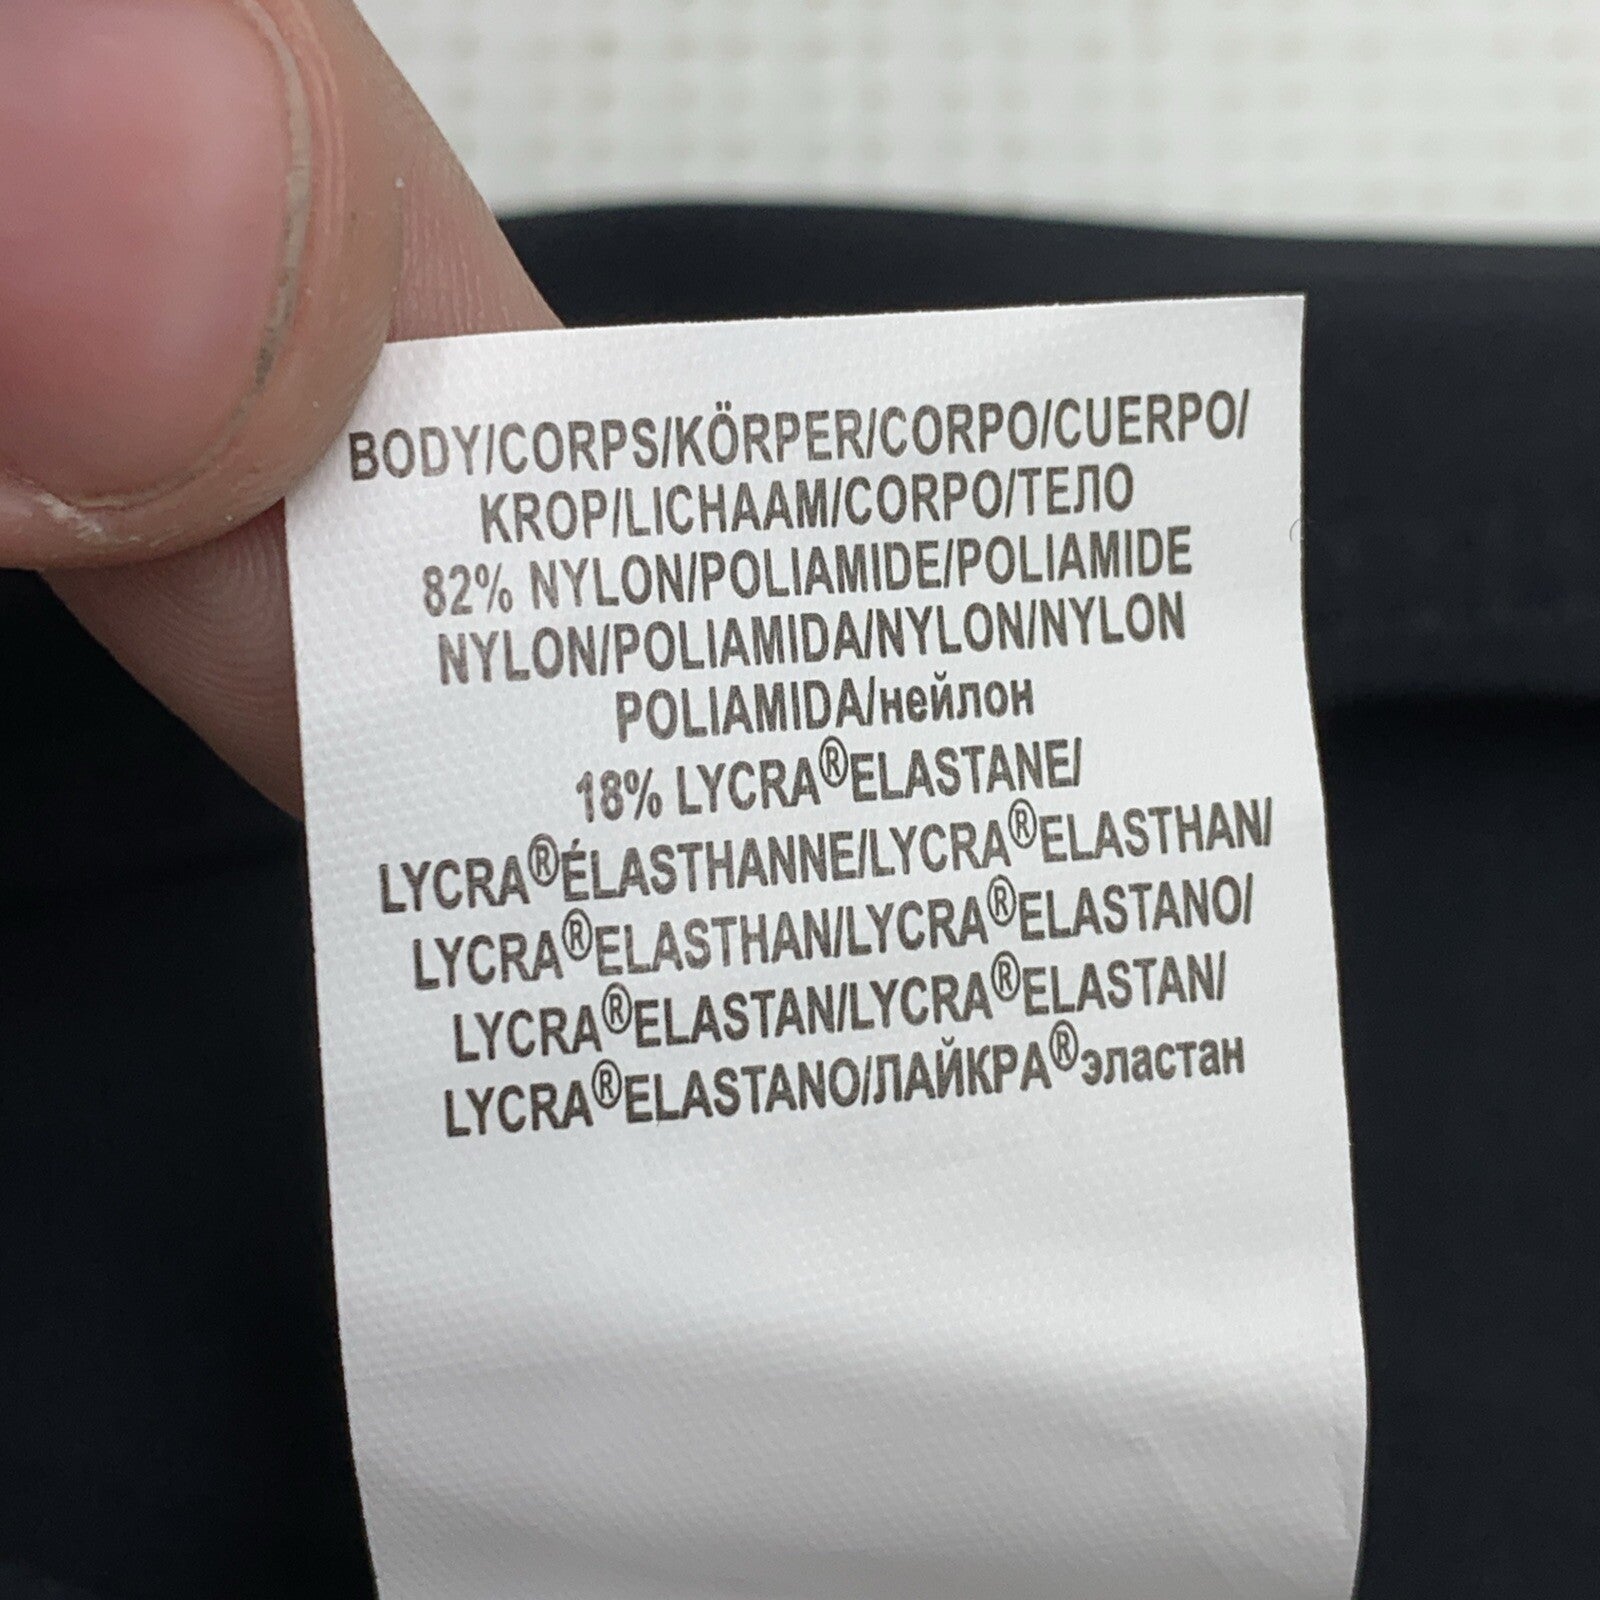 BODY/CORPS/KÖRPER/CORPO/CUERPO/
KROP/LICHAAM/CORPO/ТЕЛО
82% NYLON/POLIAMIDE/POLIAMIDE
NYLON/POLIAMIDA/NYLON/NYLON
POLIAMIDA/нейлон
18% LYCRA®ELASTANE/
LYCRA®ÉLASTHANNE/LYCRA®ELASTHAN/
LYCRA®ELASTHAN/LYCRA®ELASTANO/
LYCRA®ELASTAN/LYCRA®ELASTAN/
LYCRA®ELASTANO/ЛАЙКРА®эластан